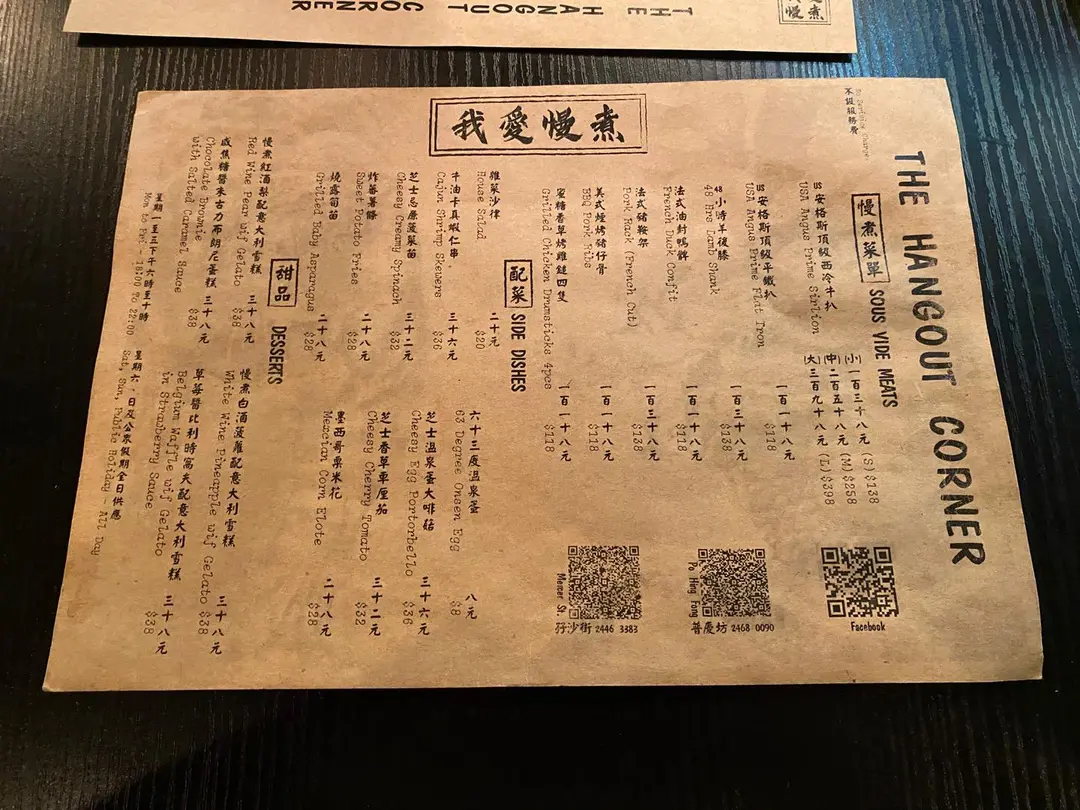 THE HANGOUT CORNER
不設服務費
我愛慢煮
慢煮菜單 SOUS VIDE MEATS
US安格斯頂級西冷牛扒
USA Angus Prime Sirlion
(小)一百三十八元 (S)$138
(中)二百五十八元 (M)$258
(大)三百九十八元 (L)$398
US安格斯頂級平鐵扒 一百一十八元
USA Angus Prime Flat Iron $118
48小時羊後膝 一百三十八元
48 Hrs Lamb Shank $138
法式油封鴨髀 一百一十八元
French Duck Confit $118
法式豬鞍架 一百三十八元
Pork Rack (French Cut) $138
美式煙烤豬仔骨 一百一十八元
BBQ Pork Ribs $118
蜜糖香草烤雞鎚四隻 一百一十八元
Grilled Chicken Drumsticks 4pcs $118
Facebook
Po Hing Fong
普慶坊 2468 0090
Mercer St.
孖沙街 2446 3383
配菜 SIDE DISHES
雜菜沙律 二十元
House Salad $20
牛油卡真蝦仁串 三十六元
Cajun Shrimp Skewers $36
芝士忌廉菠菜苗 三十二元
Cheesy Creamy Spinach $32
炸蕃薯條 二十八元
Sweet Potato Fries $28
燒露筍苗 二十八元
Grilled Baby Asparagus $28
六十三度溫泉蛋 八元
63 Degree Onsen Egg $8
芝士溫泉蛋大啡菇 三十六元
Cheesy Egg Portorbello $36
芝士香草車厘茄 三十二元
Cheesy Cherry Tomato $32
墨西哥粟米花 二十八元
Mexcian Corn Elote $28
甜品 DESSERTS
慢煮紅酒梨配意大利雪糕 三十八元
Red Wine Pear wif Gelato $38
咸焦糖醬朱古力布朗尼蛋糕 三十八元
Chocolate Brownie
with Salted Caramel Sauce $38
慢煮白酒菠蘿配意大利雪糕 三十八元
White Wine Pineapple wif Gelato $38
草莓醬比利時窩夫配意大利雪糕 三十八元
Belgium Waffle wif Gelato
in Strawberry Sauce $38
星期一至五下午六時至十時
Mon to Fri - 18:00 to 22:00
星期六，日及公眾假期全日供應
Sat, Sun, Public Holiday - All Day
THE HANGOUT CORNER